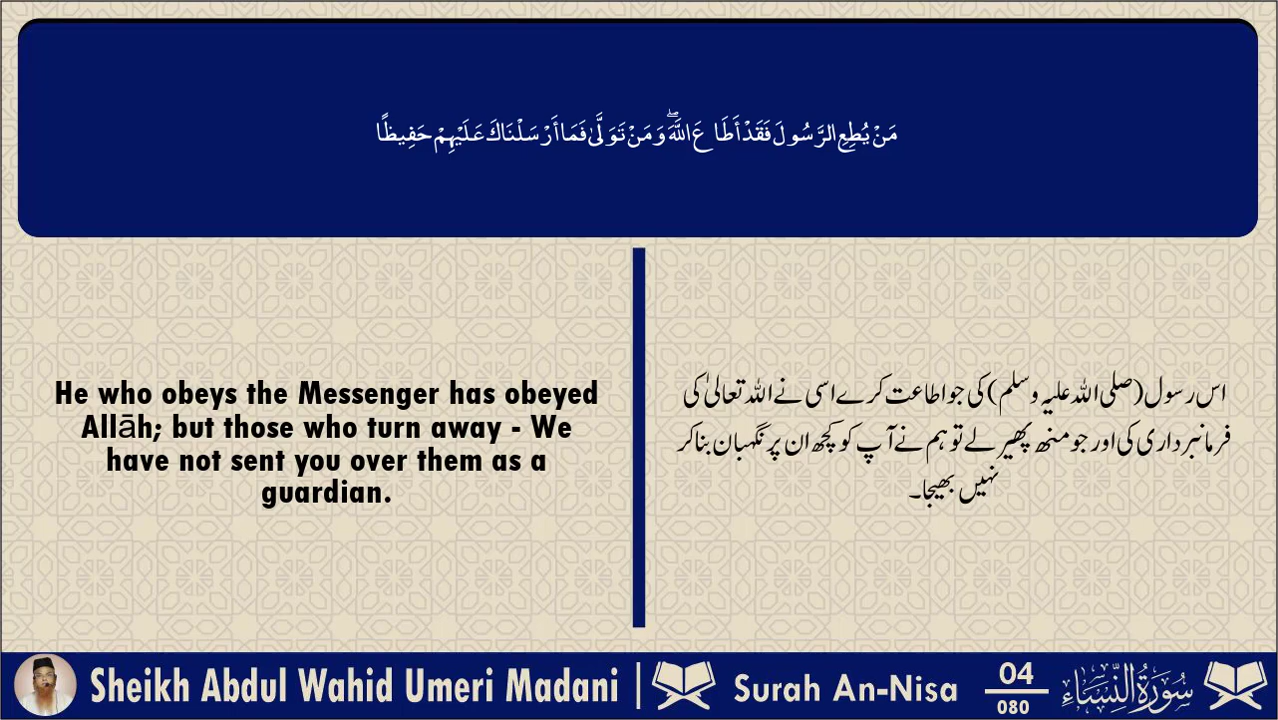 مَنْ يُطِعِ الرَّسُولَ فَقَدْ أَطَاعَ اللَّهَ ۖ وَمَنْ تَوَلَّىٰ فَمَا أَرْسَلْنَاكَ عَلَيْهِمْ حَفِيظًا
He who obeys the Messenger has obeyed
Allāh; but those who turn away - We
have not sent you over them as a
guardian.
اس رسول (صلی اللہ علیہ وسلم) کی جو اطاعت کرے اسی نے اللہ تعالیٰ کی
فرمانبرداری کی اور جو منھ پھیر لے تو ہم نے آپ کو کچھ ان پر نگہبان بنا کر
نہیں بھیجا۔
Sheikh Abdul Wahid Umeri Madani |
Surah An-Nisa
04
080
سُورَةُ النِّسَاء